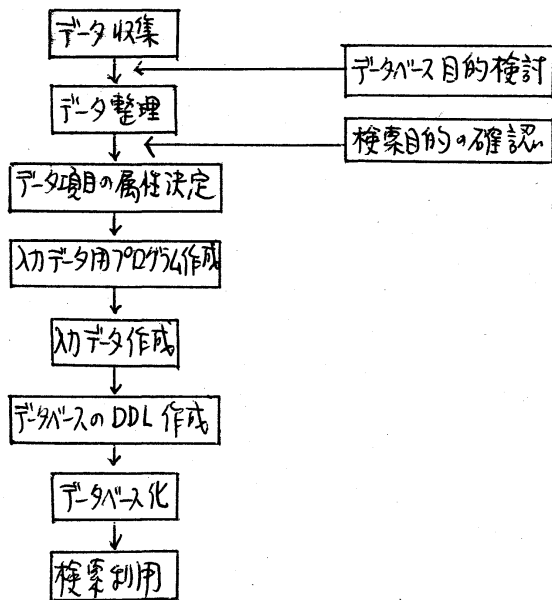 データ収集
データベース目的検討
データ整理
検索目的の確認
データ項目の属性決定
入力データ用プログラム作成
入力データ作成
データベースのDDL作成
データベース化
検索利用